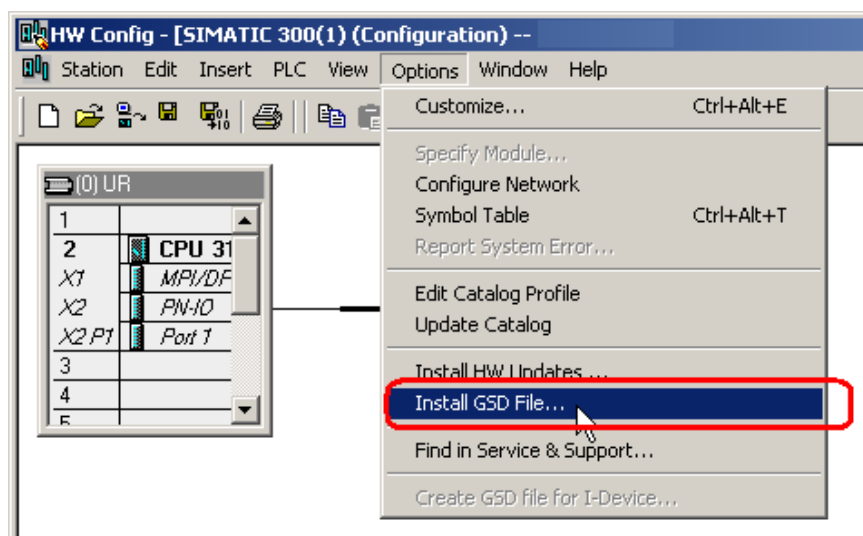 HW Config - [SIMATIC 300(1) (Configuration) --
Station Edit Insert PLC View Options Window Help
Customize... Ctrl+Alt+E
Specify Module...
Configure Network
Symbol Table Ctrl+Alt+T
Report System Error...
Edit Catalog Profile
Update Catalog
Install HW Updates ...
Install GSD File...
Find in Service & Support...
Create GSD file for I-Device...
(0) UR
1
2 CPU 31
X1 MPI/DP
X2 PN-IO
X2 P1 Port 1
3
4
5